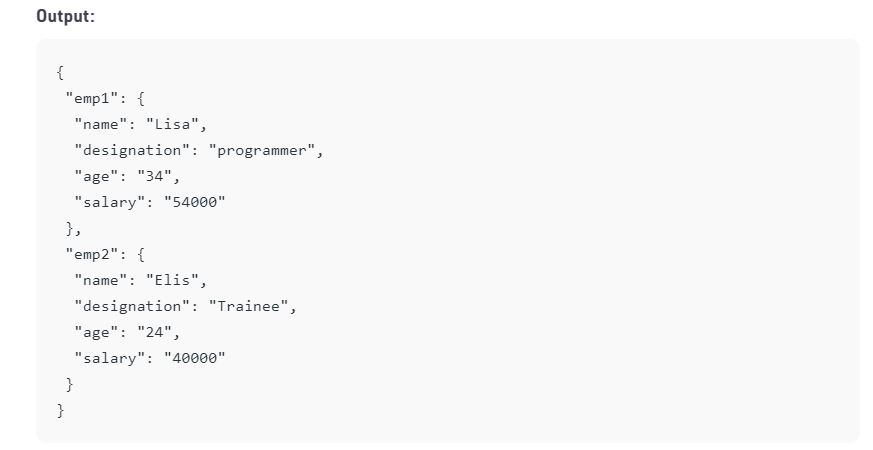 Output:
{
 "emp1": {
  "name": "Lisa",
  "designation": "programmer",
  "age": "34",
  "salary": "54000"
 },
 "emp2": {
  "name": "Elis",
  "designation": "Trainee",
  "age": "24",
  "salary": "40000"
 }
}